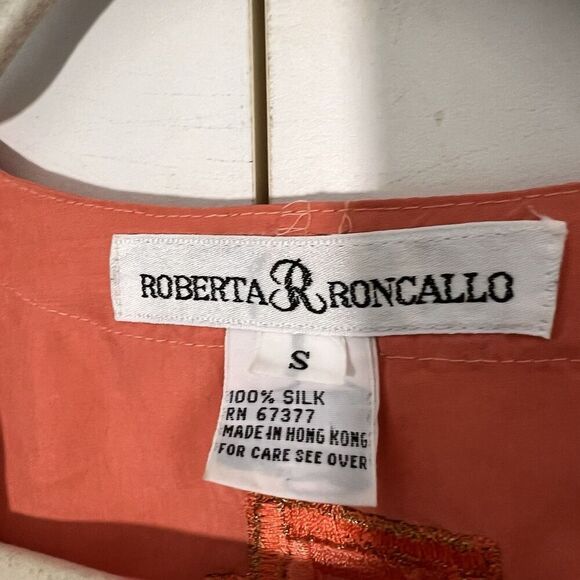 ROBERTA R RONCALLO
S
100% SILK
RN 67377
MADE IN HONG KONG
FOR CARE SEE OVER